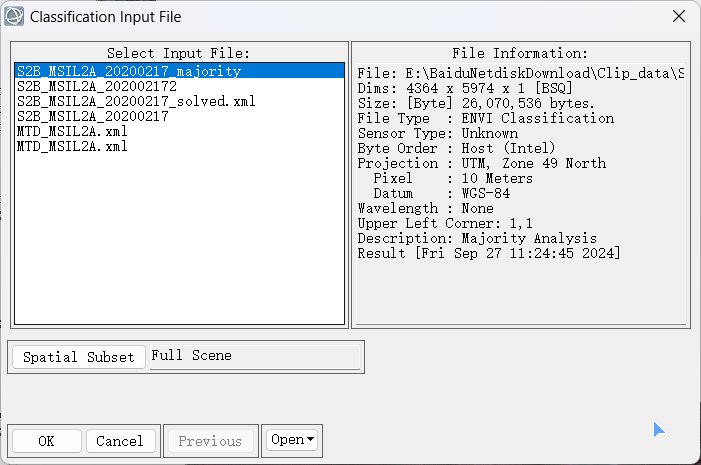 Classification Input File
Select Input File:
S2B_MSIL2A_20200217_majority
S2B_MSIL2A_202002172
S2B_MSIL2A_20200217_solved.xml
S2B_MSIL2A_20200217
MTD_MSIL2A.xml
MTD_MSIL2A.xml
File Information:
File: E:\BaiduNetdiskDownload\Clip_data\S
Dims: 4364 x 5974 x 1 [BSQ]
Size: [Byte] 26,070,536 bytes.
File Type  : ENVI Classification
Sensor Type: Unknown
Byte Order : Host (Intel)
Projection : UTM, Zone 49 North
Pixel    : 10 Meters
Datum    : WGS-84
Wavelength : None
Upper Left Corner: 1,1
Description: Majority Analysis
Result [Fri Sep 27 11:24:45 2024]
Spatial Subset Full Scene
OK Cancel Previous Open